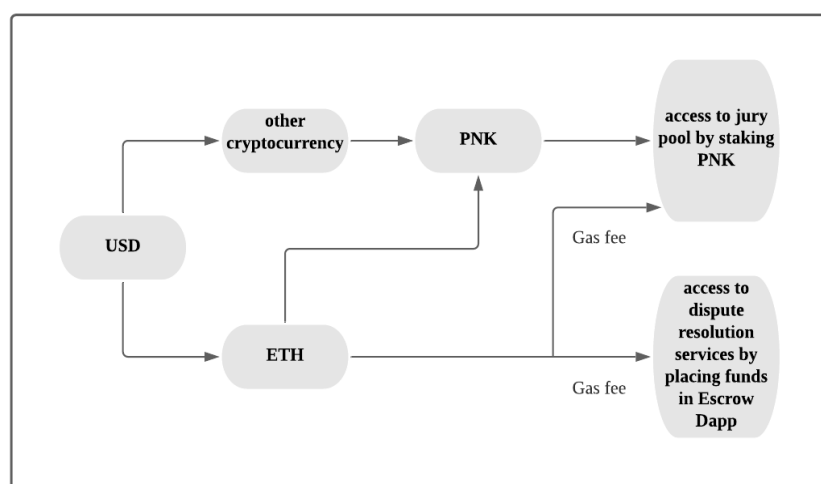 other
cryptocurrency
PNK
access to jury
pool by staking
PNK
USD
Gas fee
ETH
access to
dispute
resolution
services by
placing funds
in Escrow
Dapp
Gas fee